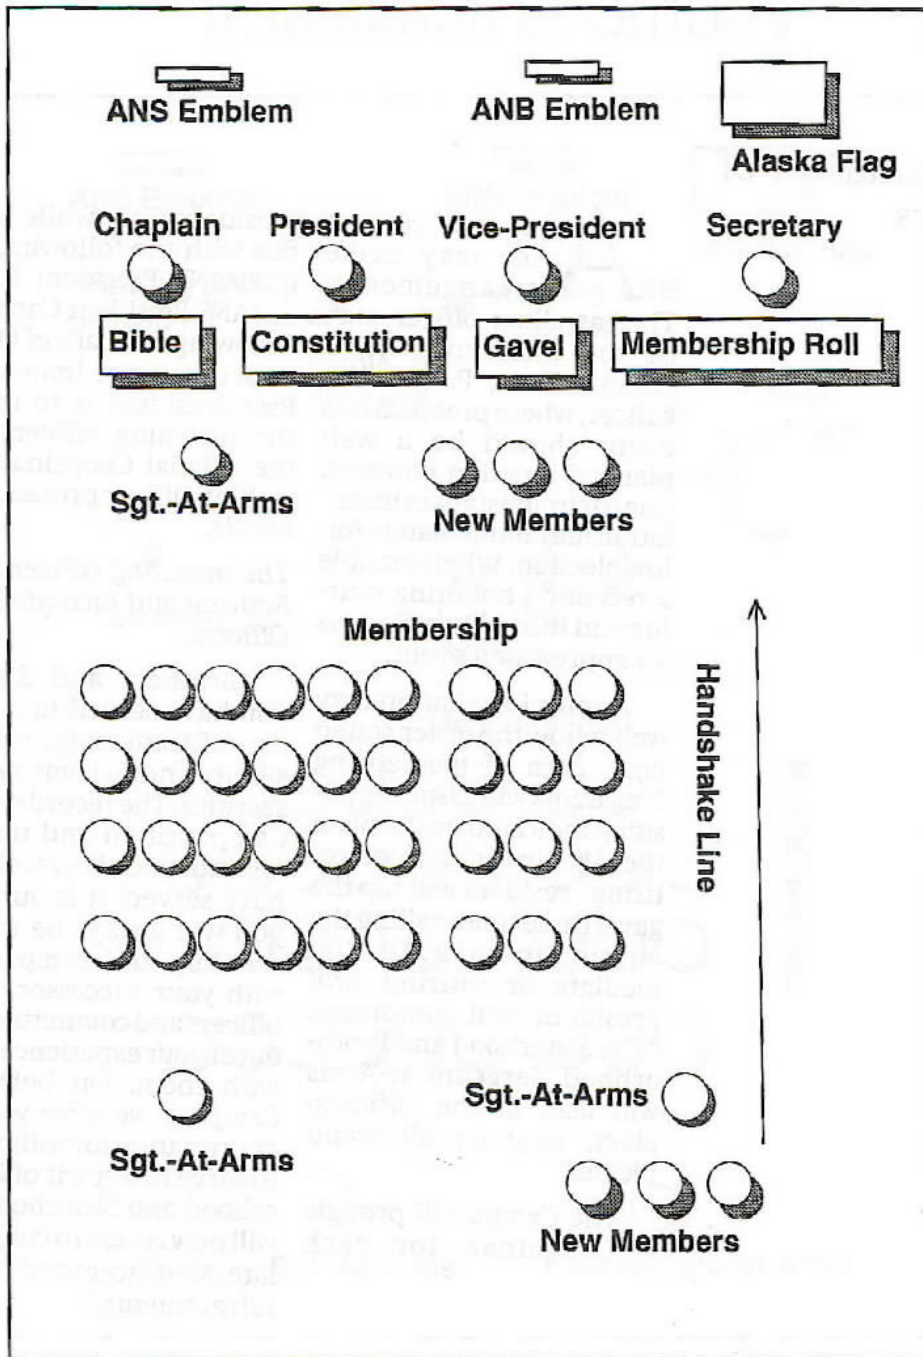 ANS Emblem
ANB Emblem
Alaska Flag
Chaplain
President
Vice-President
Secretary
Bible
Constitution
Gave
Membership Roll
Sgt.-At-Arms
New Members
Membership
Handshake Line
Sgt.-At-Arms
Sgt.-At-Arms
New Members